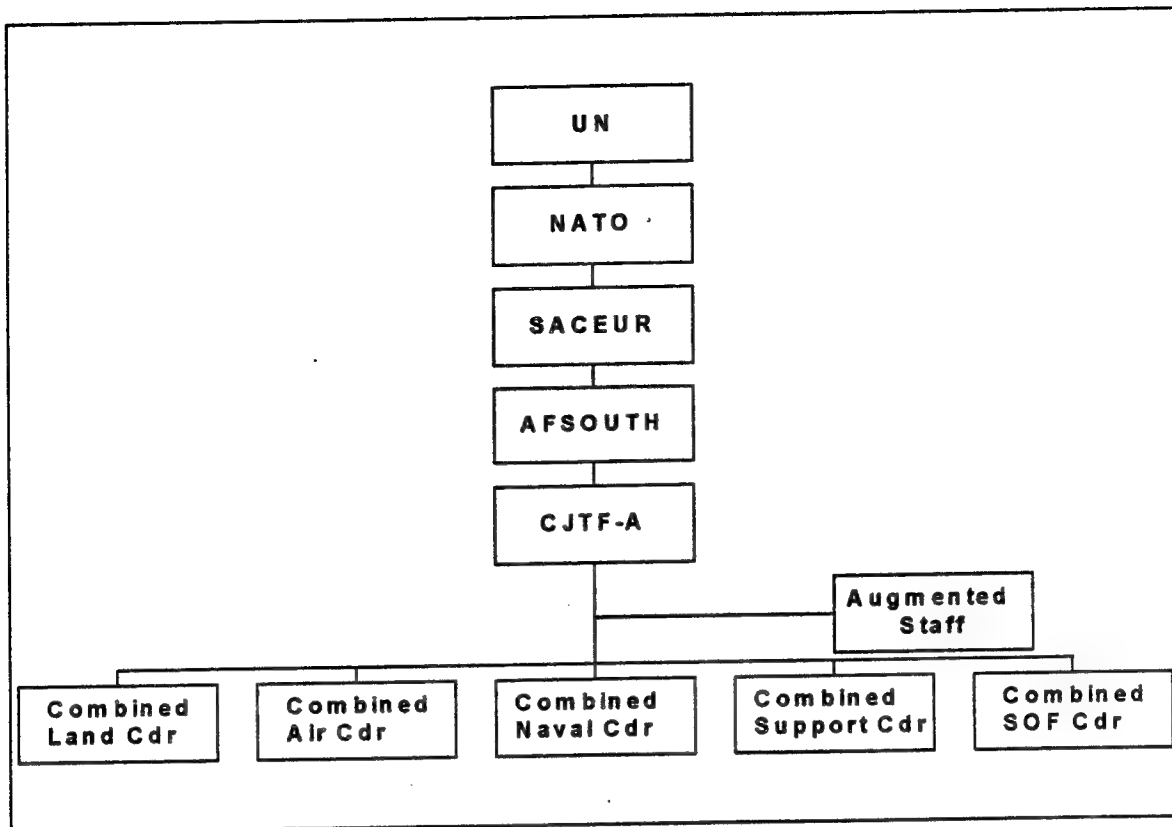 UN
NATO
SACEUR
AFSOUTH
CJTF-A
Augmented
Staff
Combined
Land Cdr
Combined
Air Cdr
Combined
Naval Cdr
Combined
Support Cdr
Combined
SOF Cdr